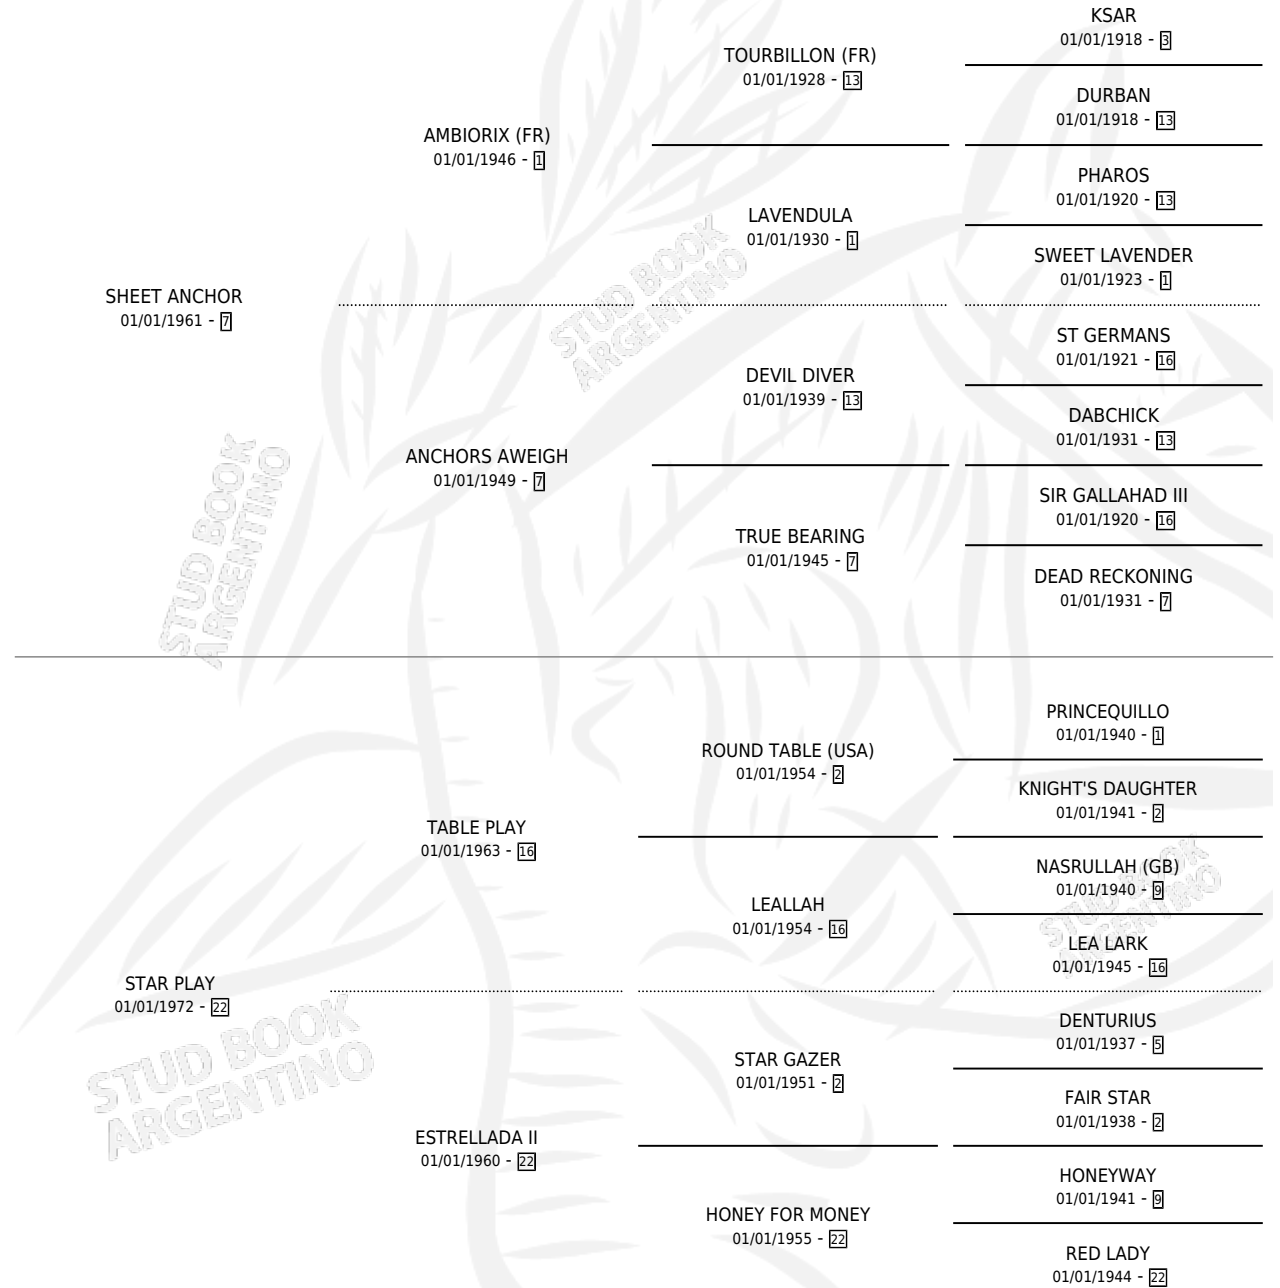 KSAR
01/01/1918 - 3
TOURBILLON (FR)
01/01/1928 - 13
DURBAN
01/01/1918 - 13
AMBIORIX (FR)
01/01/1946 - 1
PHAROS
01/01/1920 - 13
LAVENDULA
01/01/1930 - 1
SWEET LAVENDER
01/01/1923 - 1
SHEET ANCHOR
01/01/1961 - 7
STUD BOOK
ARGENTINO
ST GERMANS
01/01/1921 - 16
DEVIL DIVER
01/01/1939 - 13
DABCHICK
01/01/1931 - 13
ANCHORS AWEIGH
01/01/1949 - 7
SIR GALLAHAD III
01/01/1920 - 16
TRUE BEARING
01/01/1945 - 7
DEAD RECKONING
01/01/1931 - 7
STUD BOOK
ARGENTINO
PRINCEQUILLO
01/01/1940 - 1
ROUND TABLE (USA)
01/01/1954 - 2
KNIGHT'S DAUGHTER
01/01/1941 - 2
TABLE PLAY
01/01/1963 - 16
NASRULLAH (GB)
01/01/1940 - 9
LEALLAH
01/01/1954 - 16
LEA LARK
01/01/1945 - 16
STUD BOOK
ARGENTINO
STAR PLAY
01/01/1972 - 22
DENTURIUS
01/01/1937 - 5
STAR GAZER
01/01/1951 - 2
FAIR STAR
01/01/1938 - 2
STUD BOOK
ARGENTINO
ESTRELLADA II
01/01/1960 - 22
HONEYWAY
01/01/1941 - 9
HONEY FOR MONEY
01/01/1955 - 22
RED LADY
01/01/1944 - 22